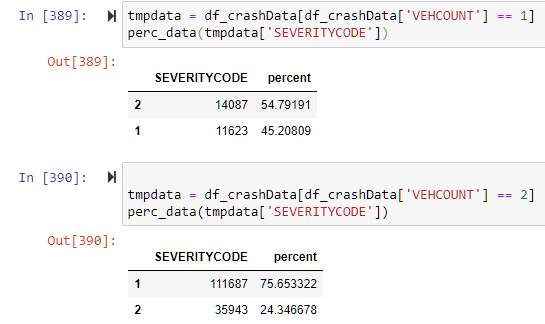 In [389]: tmpdata = df_crashData[df_crashData['VEHCOUNT'] == 1]
perc_data(tmpdata['SEVERITYCODE'])
Out[389]:
SEVERITYCODE percent
2 14087 54.79191
1 11623 45.20809
In [390]:
tmpdata = df_crashData[df_crashData['VEHCOUNT'] == 2]
perc_data(tmpdata['SEVERITYCODE'])
Out[390]:
SEVERITYCODE percent
1 111687 75.653322
2 35943 24.346678